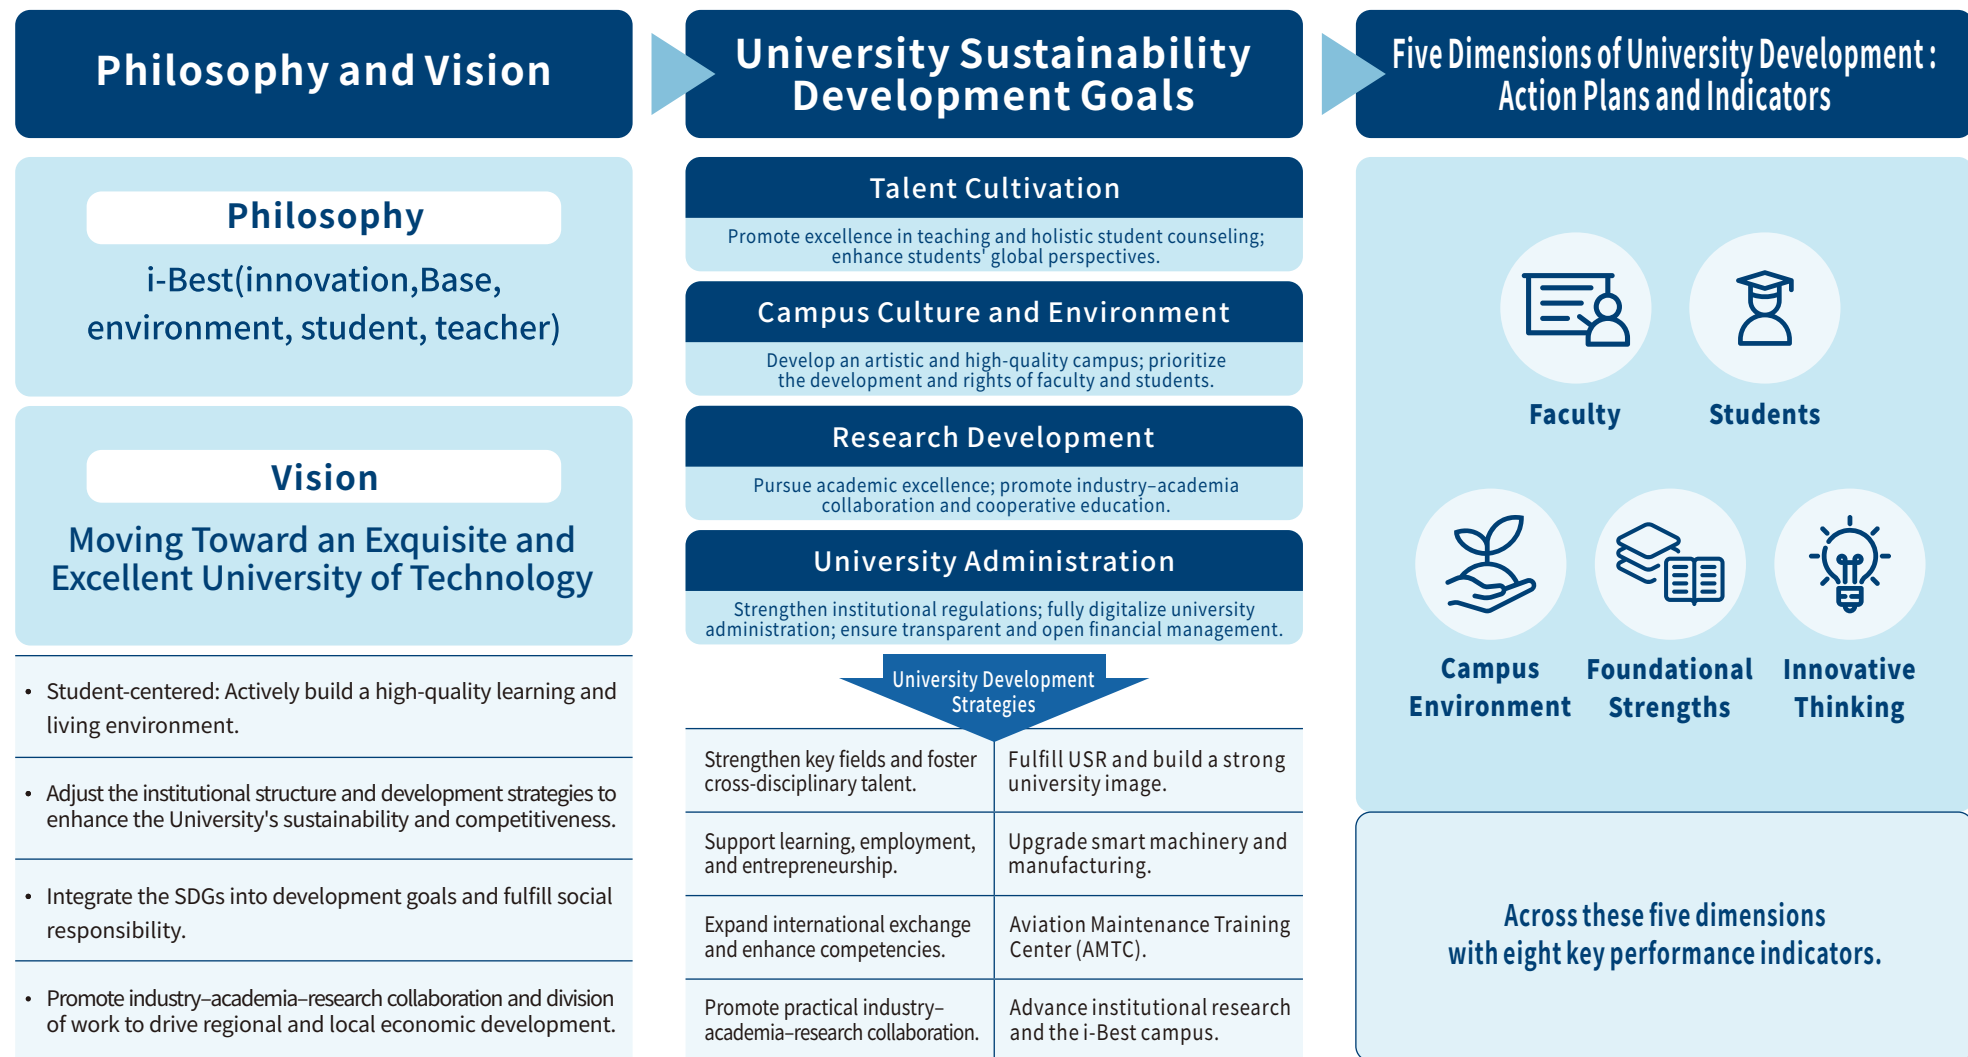 Philosophy and Vision
Philosophy
i-Best(innovation,Base,
environment, student, teacher)
Vision
Moving Toward an Exquisite and
Excellent University of Technology
• Student-centered: Actively build a high-quality learning and
living environment.
• Adjust the institutional structure and development strategies to
enhance the University's sustainability and competitiveness.
• Integrate the SDGs into development goals and fulfill social
responsibility.
• Promote industry–academia–research collaboration and division
of work to drive regional and local economic development.
University Sustainability
Development Goals
Talent Cultivation
Promote excellence in teaching and holistic student counseling;
enhance students' global perspectives.
Campus Culture and Environment
Develop an artistic and high-quality campus; prioritize
the development and rights of faculty and students.
Research Development
Pursue academic excellence; promote industry–academia
collaboration and cooperative education.
University Administration
Strengthen institutional regulations; fully digitalize university
administration; ensure transparent and open financial management.
University Development
Strategies
Strengthen key fields and foster
cross-disciplinary talent.
Fulfill USR and build a strong
university image.
Support learning, employment,
and entrepreneurship.
Upgrade smart machinery and
manufacturing.
Expand international exchange
and enhance competencies.
Aviation Maintenance Training
Center (AMTC).
Promote practical industry–
academia–research collaboration.
Advance institutional research
and the i-Best campus.
Five Dimensions of University Development :
Action Plans and Indicators
Faculty
Students
Campus
Environment
Foundational
Strengths
Innovative
Thinking
Across these five dimensions
with eight key performance indicators.